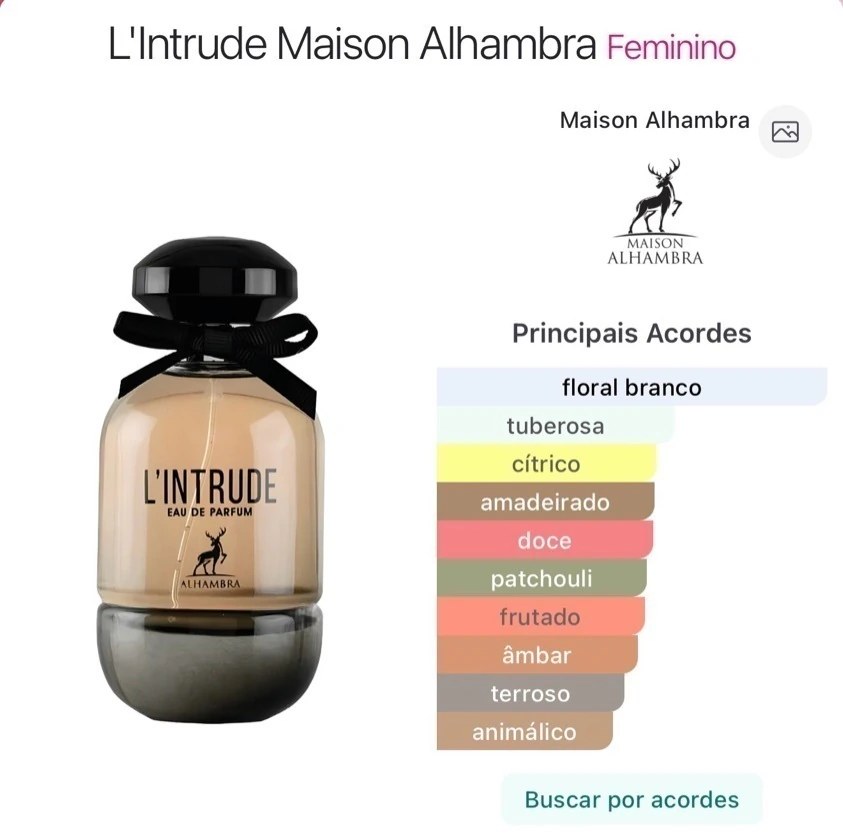 L'Intrude Maison Alhambra Feminino
Maison Alhambra
MAISON
ALHAMBRA
Principais Acordes
floral branco
tuberosa
cítrico
amadeirado
doce
patchouli
frutado
âmbar
terroso
animálico
L'INTRUDE
EAU DE PARFUM
ALHAMBRA
Buscar por acordes